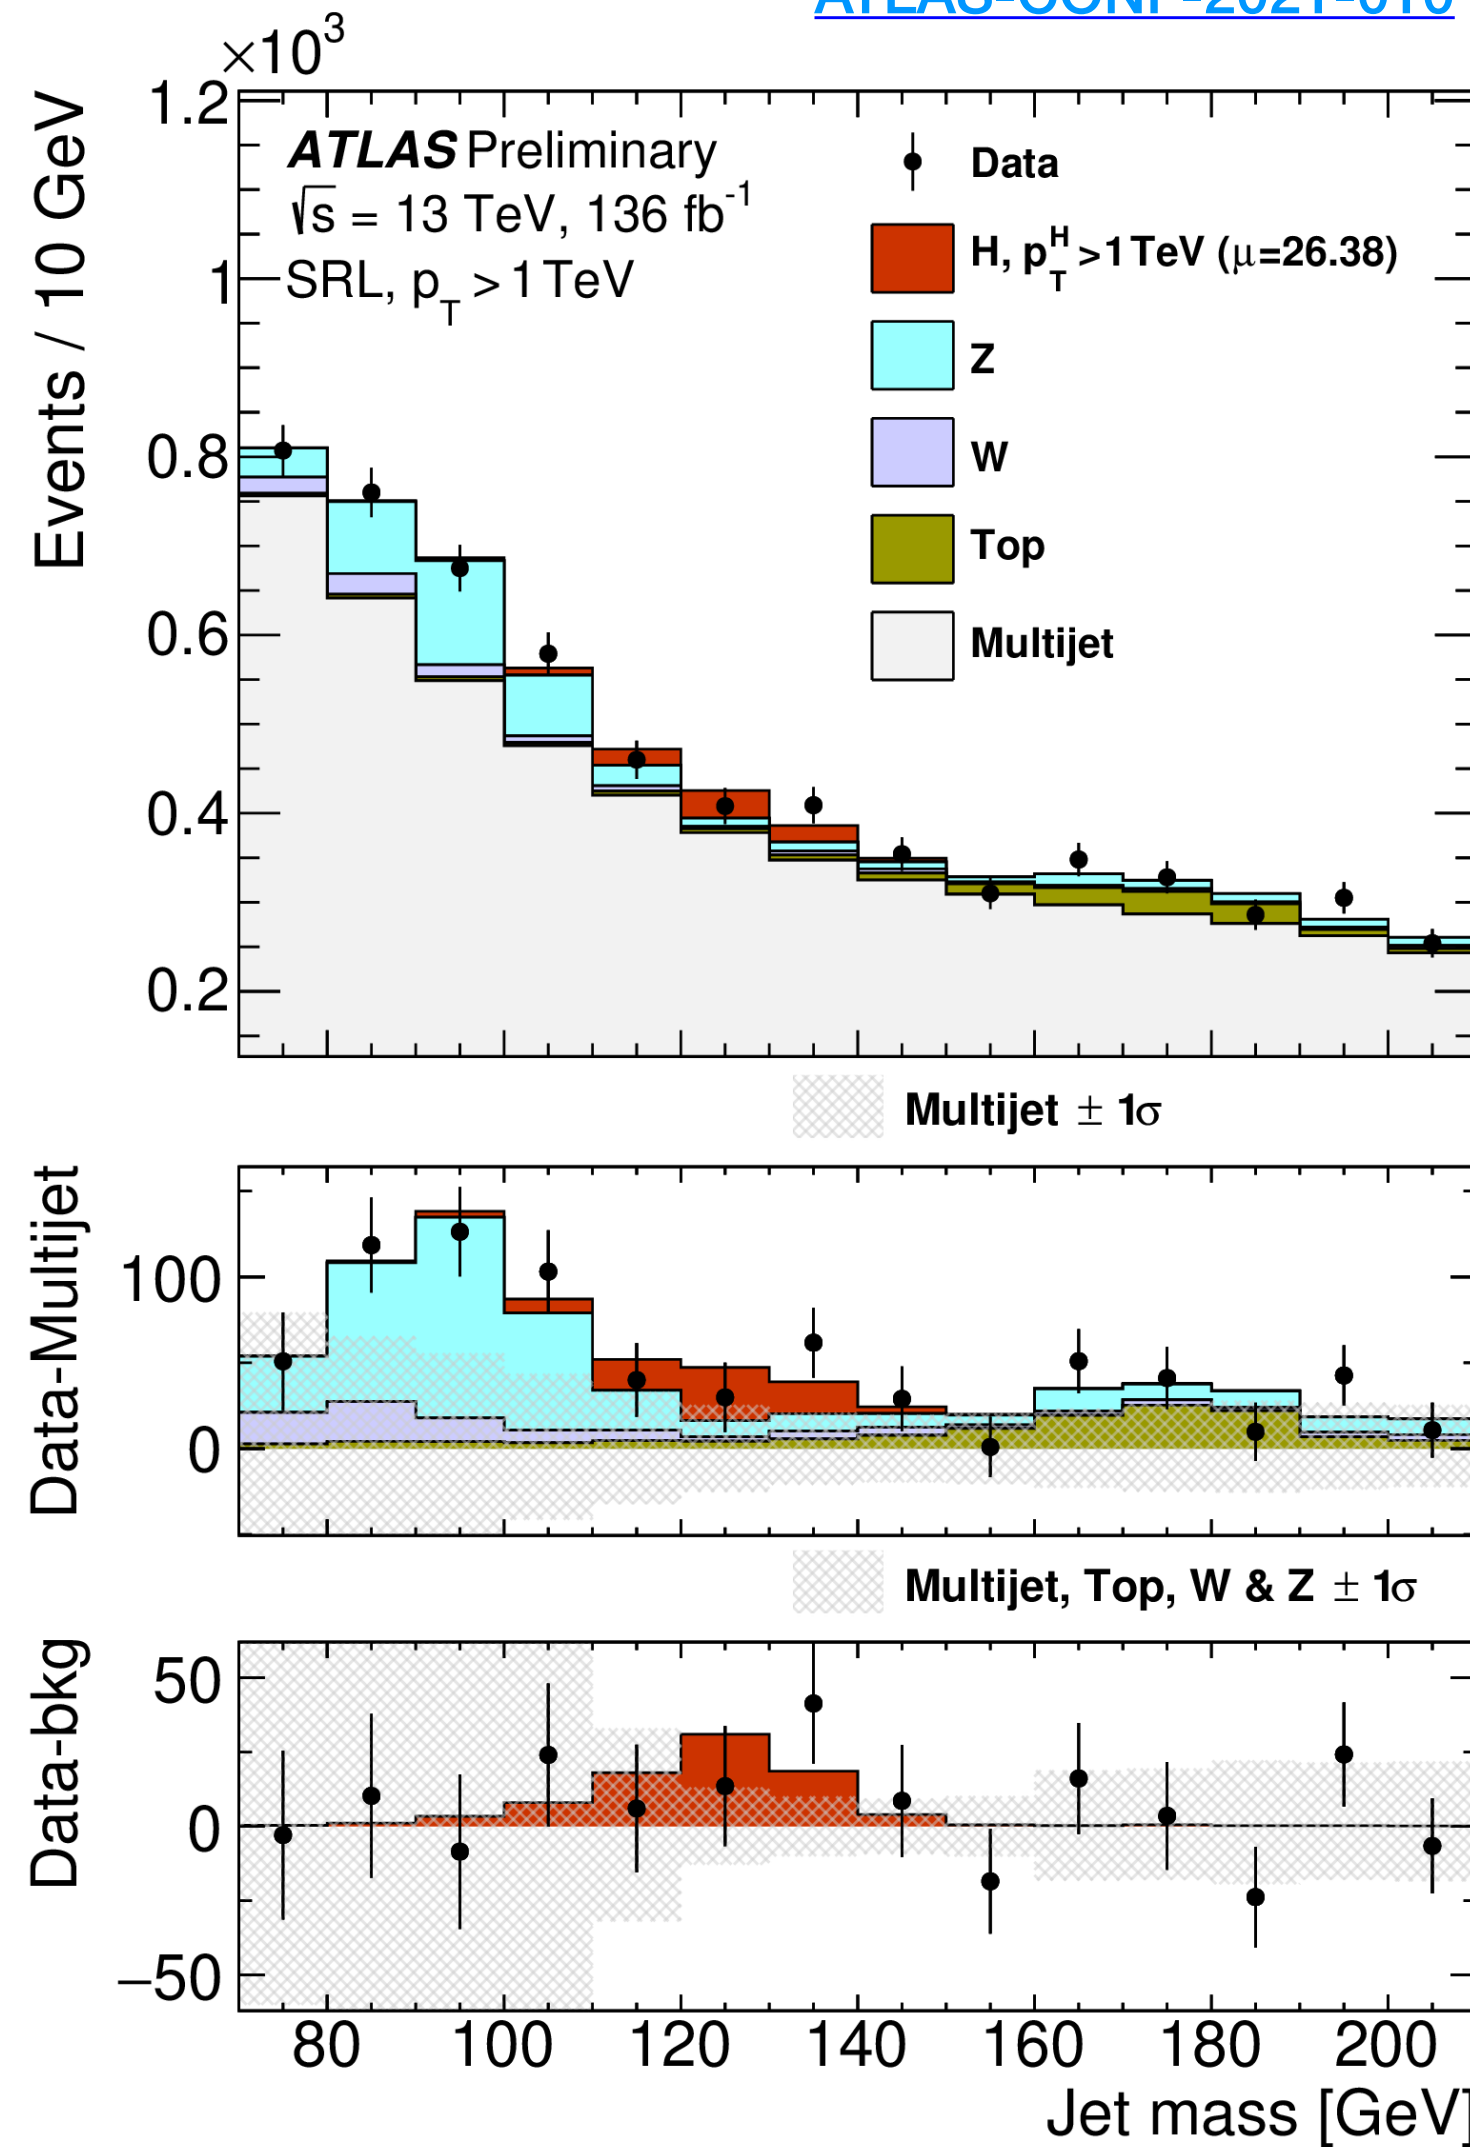 ATLAS-CONF-2021-010
×10³
1.2
1
0.8
0.6
0.4
0.2
Events / 10 GeV
ATLAS Preliminary
√s = 13 TeV, 136 fb⁻¹
SRL, p_T > 1 TeV
Data
H, p_T^H >1 TeV (μ=26.38)
Z
W
Top
Multijet
Multijet ± 1σ
Data-Multijet
100
0
Multijet, Top, W & Z ± 1σ
Data-bkg
50
0
−50
80 100 120 140 160 180 200
Jet mass [GeV]